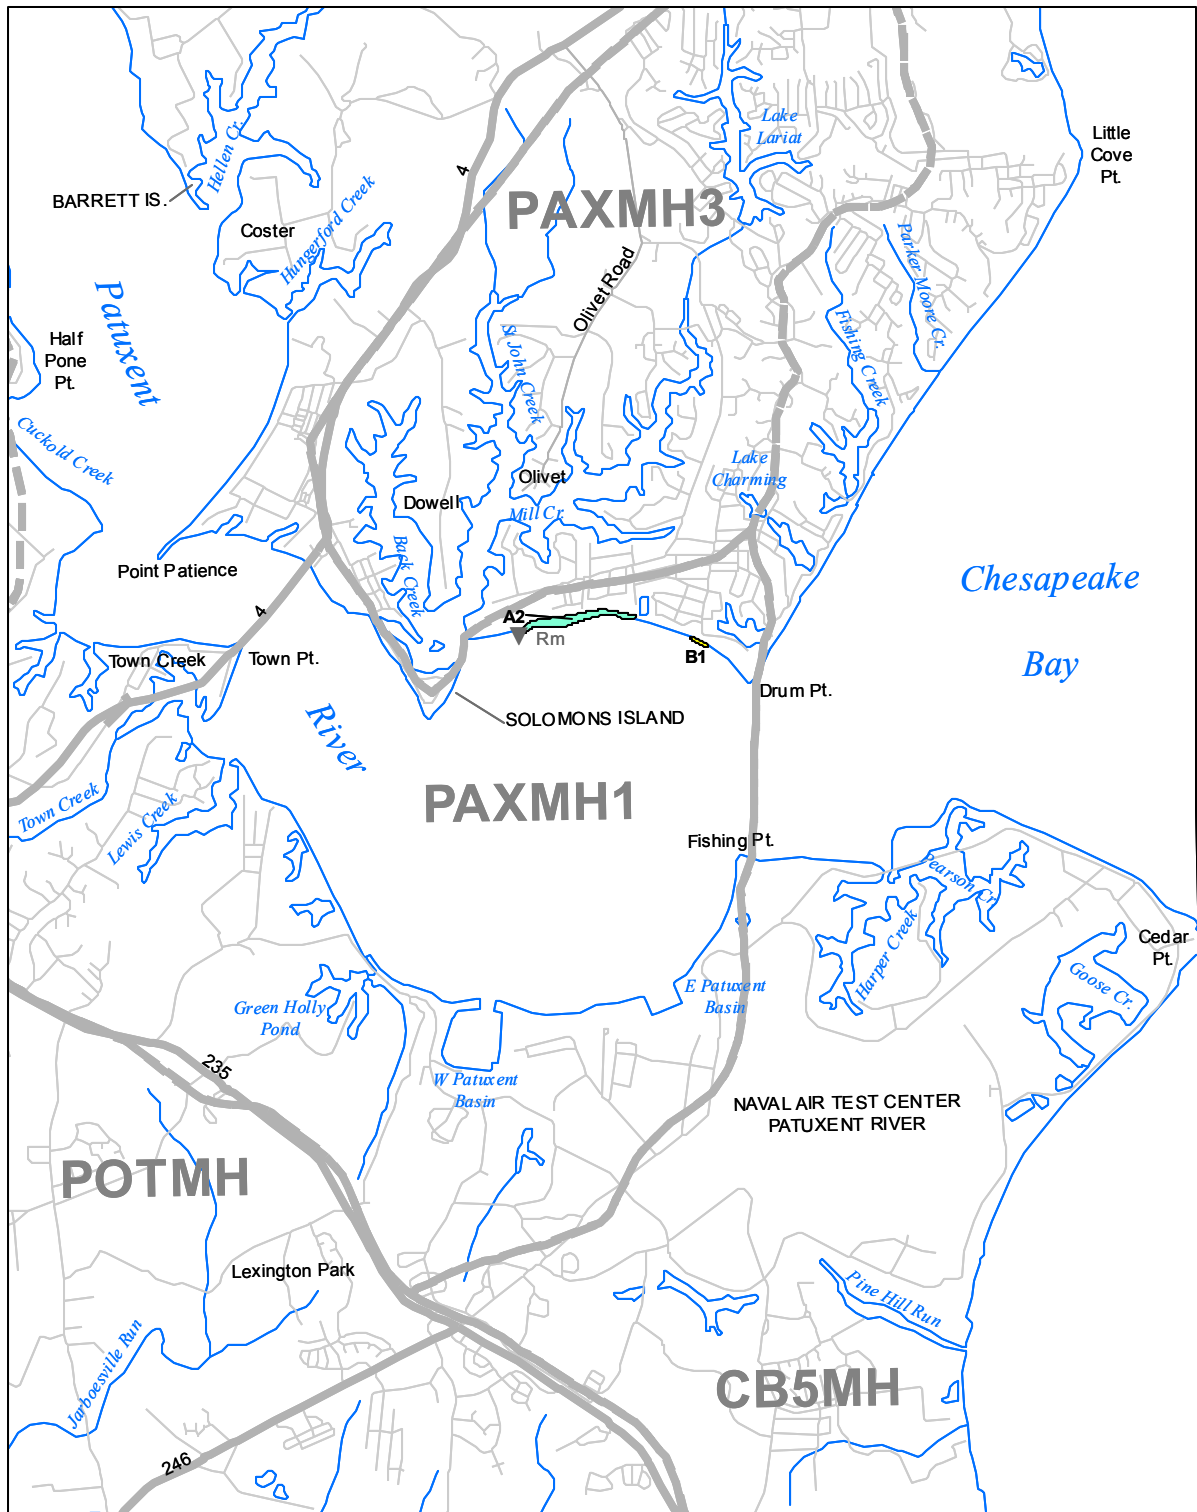 Lake
Lariat
Little
Cove
Pt.
4
Hellen Cr.
BARRETT IS.
PAXMH3
Coster
Hungerford Creek
Parker Moore Cr.
Olivet Road
Patuxent
Half
Pone
Pt.
St John Creek
Fishing Creek
Cuckold Creek
Lake
Charming
Olivet
Dowell
Mill Cr.
Back Creek
Point Patience
Chesapeake
Bay
4
A2
Rm
B1
Town Creek
Town Pt.
Drum Pt.
SOLOMONS ISLAND
River
PAXMH1
Town Creek
Lewis Creek
Fishing Pt.
Pearson Cr.
Harper Creek
Cedar
Pt.
Goose Cr.
E Patuxent
Basin
Green Holly
Pond
235
W Patuxent
Basin
NAVAL AIR TEST CENTER
PATUXENT RIVER
POTMH
Lexington Park
Pine Hill Run
Jarboesville Run
CB5MH
246